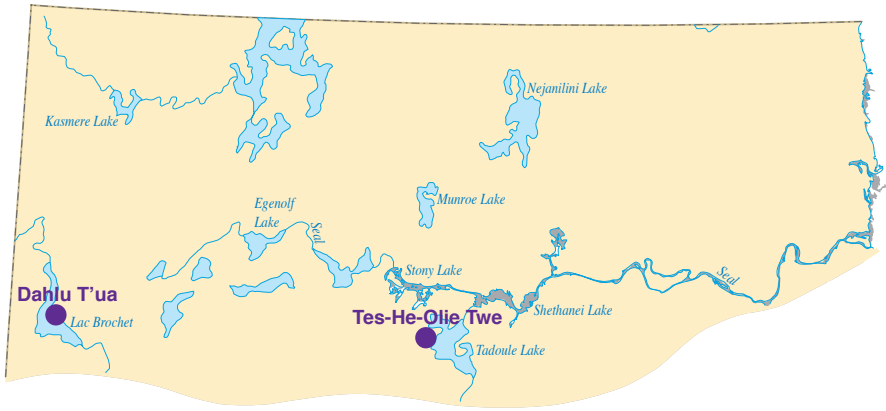 Nejanilini Lake
Kasmere Lake
Munroe Lake
Egenolf
Lake
Seal
Stony Lake
Seal
Dahlu T'ua
Lac Brochet
Shethanei Lake
Tes-He-Olie Twe
Tadoule Lake